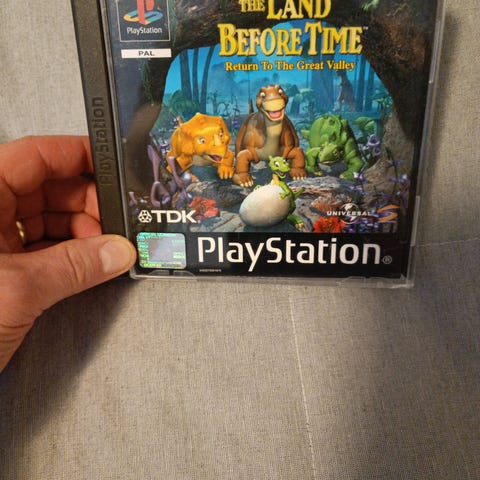 THE LAND
BEFORE TIME
Return To The Great Valley
PlayStation
PAL
PlayStation
TDK
UNIVERSAL
PlayStation